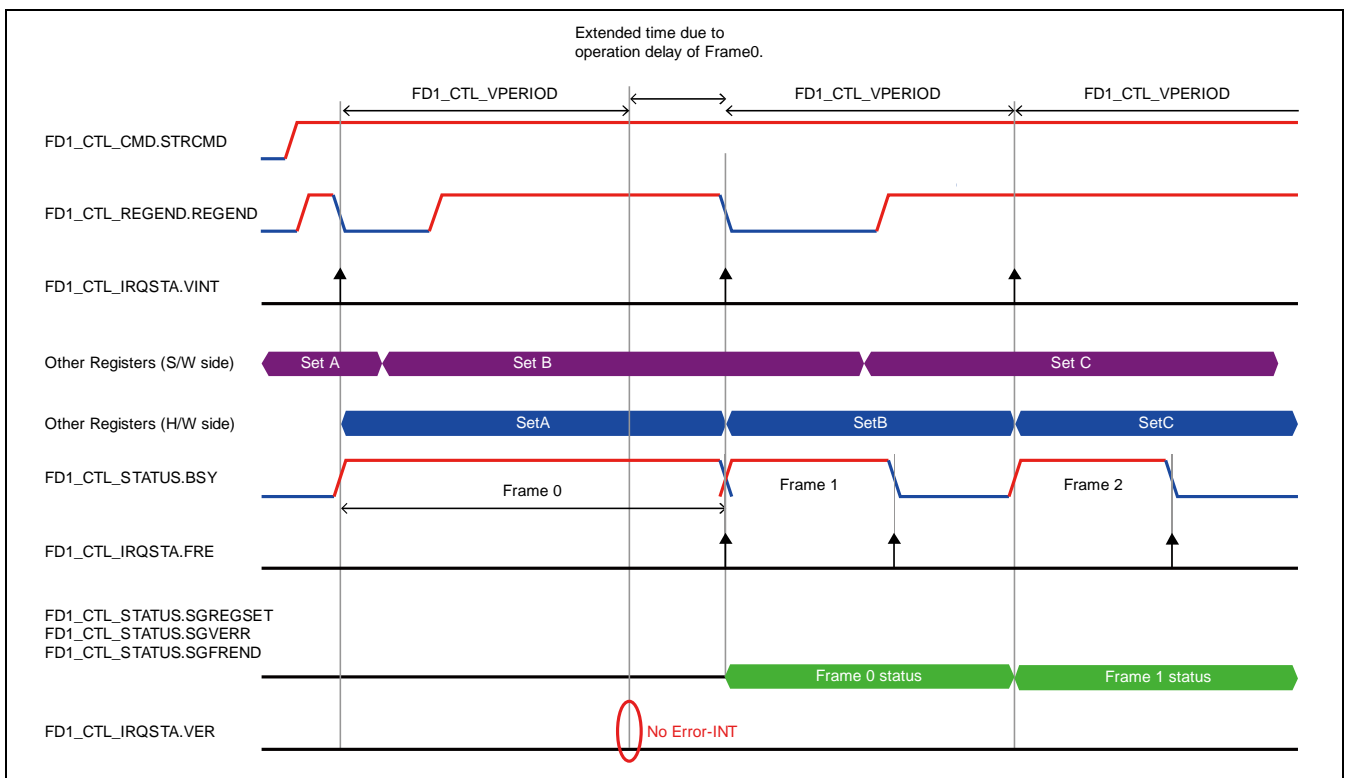 Extended time due to
operation delay of Frame0.
FD1_CTL_VPERIOD
FD1_CTL_VPERIOD
FD1_CTL_VPERIOD
FD1_CTL_CMD.STRCMD
FD1_CTL_REGEND.REGEND
FD1_CTL_IRQSTA.VINT
Other Registers (S/W side)
Set A
Set B
Set C
Other Registers (H/W side)
SetA
SetB
SetC
FD1_CTL_STATUS.BSY
Frame 0
Frame 1
Frame 2
FD1_CTL_IRQSTA.FRE
FD1_CTL_STATUS.SGREGSET
FD1_CTL_STATUS.SGVERR
FD1_CTL_STATUS.SGFREND
Frame 0 status
Frame 1 status
FD1_CTL_IRQSTA.VER
No Error-INT